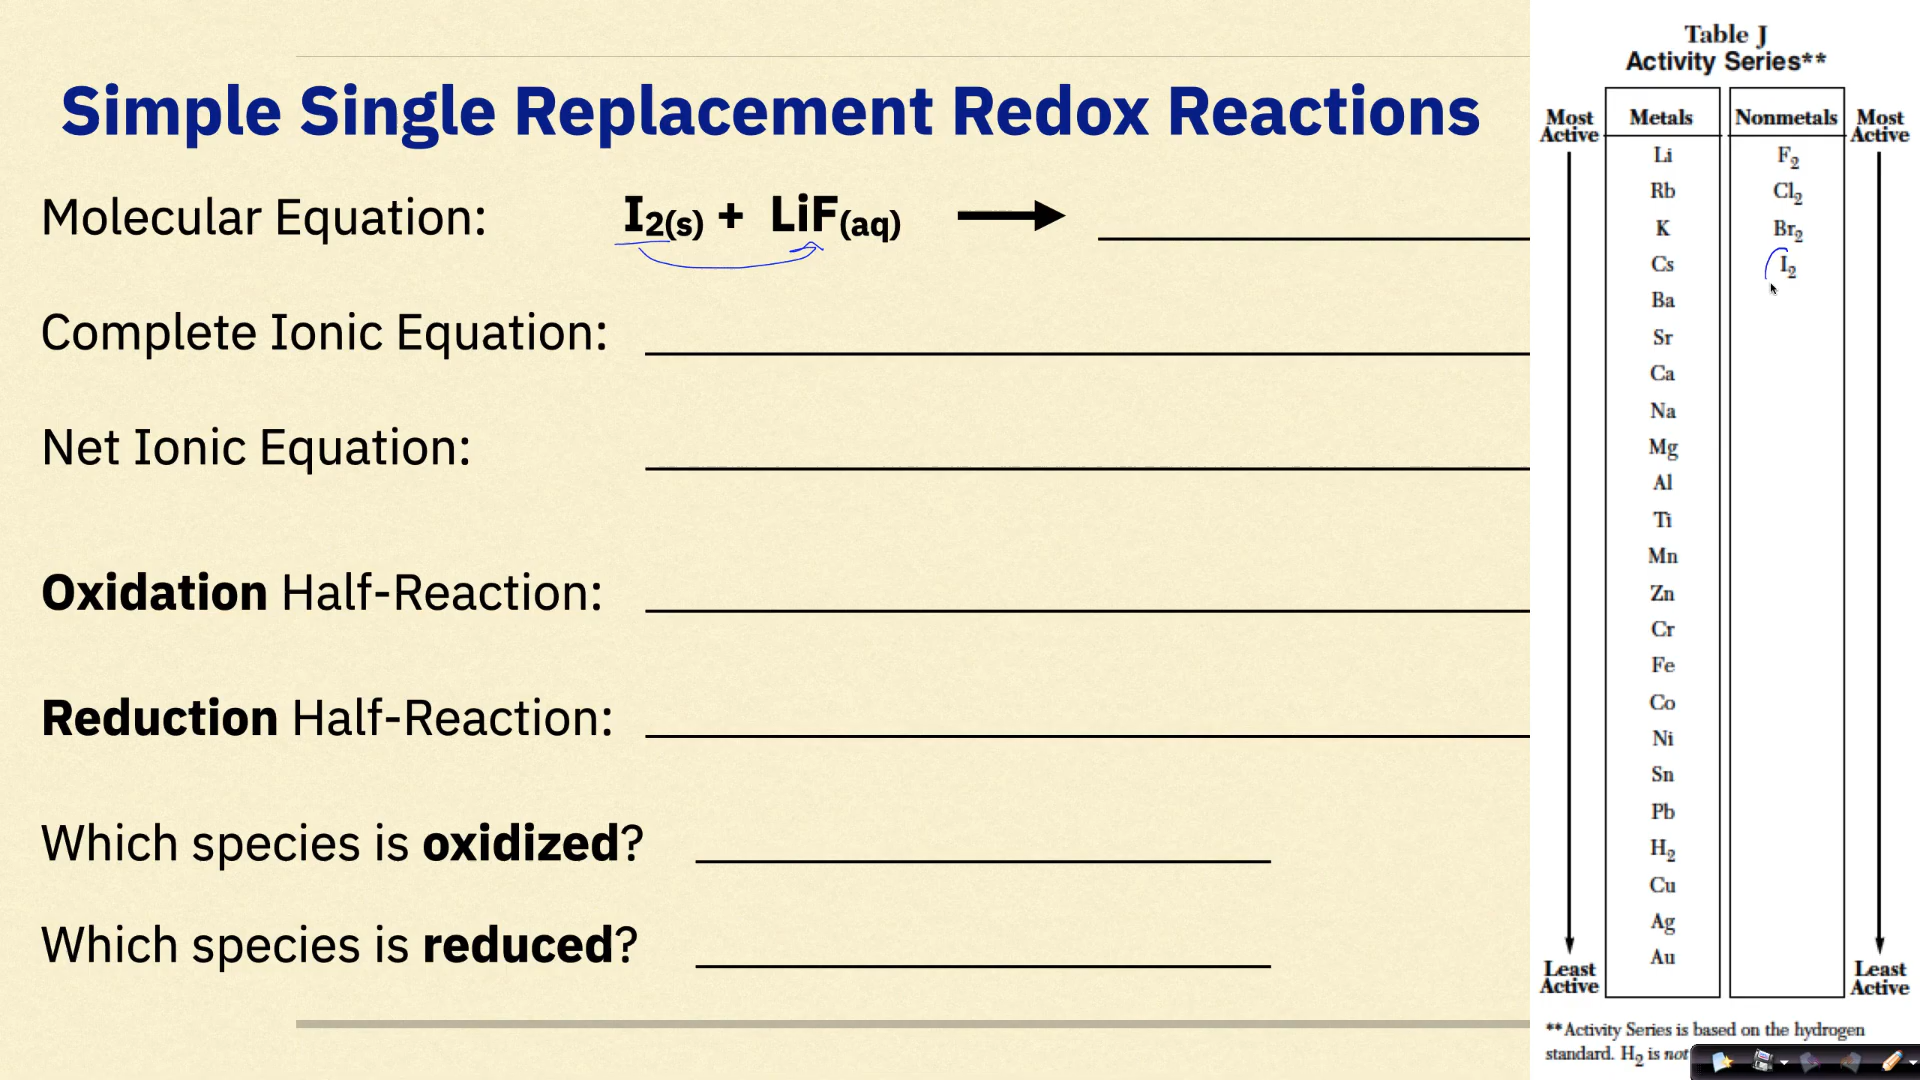 Simple Single Replacement Redox Reactions
Molecular Equation: I₂(s) + LiF(aq) → 
Complete Ionic Equation:
Net Ionic Equation:
Oxidation Half-Reaction:
Reduction Half-Reaction:
Which species is oxidized?
Which species is reduced?
Table J
Activity Series**
Most Active
Metals
Nonmetals
Most Active
Li F₂
Rb Cl₂
K Br₂
Cs I₂
Ba
Sr
Ca
Na
Mg
Al
Ti
Mn
Zn
Cr
Fe
Co
Ni
Sn
Pb
H₂
Cu
Ag
Au
Least Active
Least Active
**Activity Series is based on the hydrogen
standard. H₂ is not